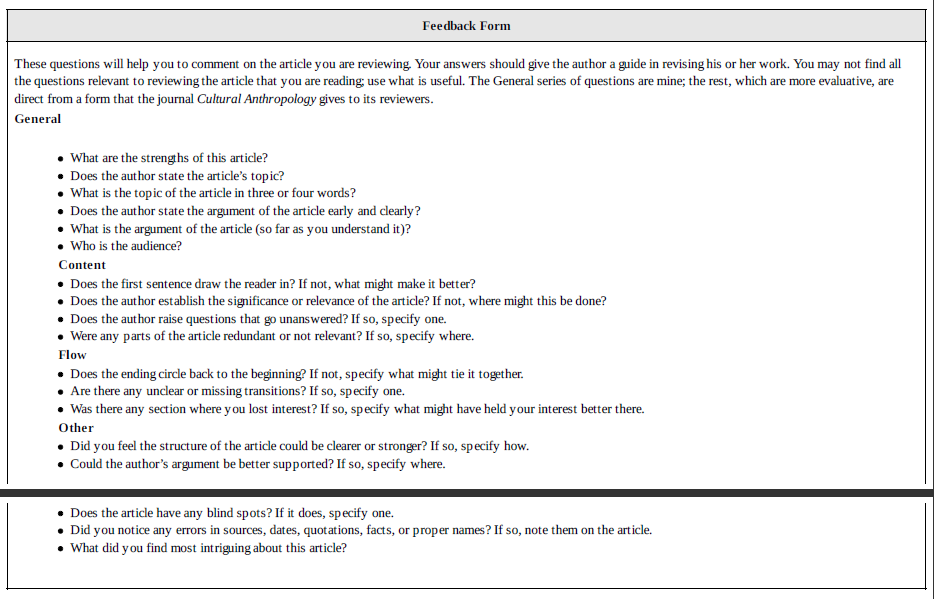 Feedback Form
These questions will help you to comment on the article you are reviewing. Your answers should give the author a guide in revising his or her work. You may not find all
the questions relevant to reviewing the article that you are reading; use what is useful. The General series of questions are mine; the rest, which are more evaluative, are
direct from a form that the journal Cultural Anthropology gives to its reviewers.
General
• What are the strengths of this article?
• Does the author state the article’s topic?
• What is the topic of the article in three or four words?
• Does the author state the argument of the article early and clearly?
• What is the argument of the article (so far as you understand it)?
• Who is the audience?
Content
• Does the first sentence draw the reader in? If not, what might make it better?
• Does the author establish the significance or relevance of the article? If not, where might this be done?
• Does the author raise questions that go unanswered? If so, specify one.
• Were any parts of the article redundant or not relevant? If so, specify where.
Flow
• Does the ending circle back to the beginning? If not, specify what might tie it together.
• Are there any unclear or missing transitions? If so, specify one.
• Was there any section where you lost interest? If so, specify what might have held your interest better there.
Other
• Did you feel the structure of the article could be clearer or stronger? If so, specify how.
• Could the author’s argument be better supported? If so, specify where.
• Does the article have any blind spots? If it does, specify one.
• Did you notice any errors in sources, dates, quotations, facts, or proper names? If so, note them on the article.
• What did you find most intriguing about this article?